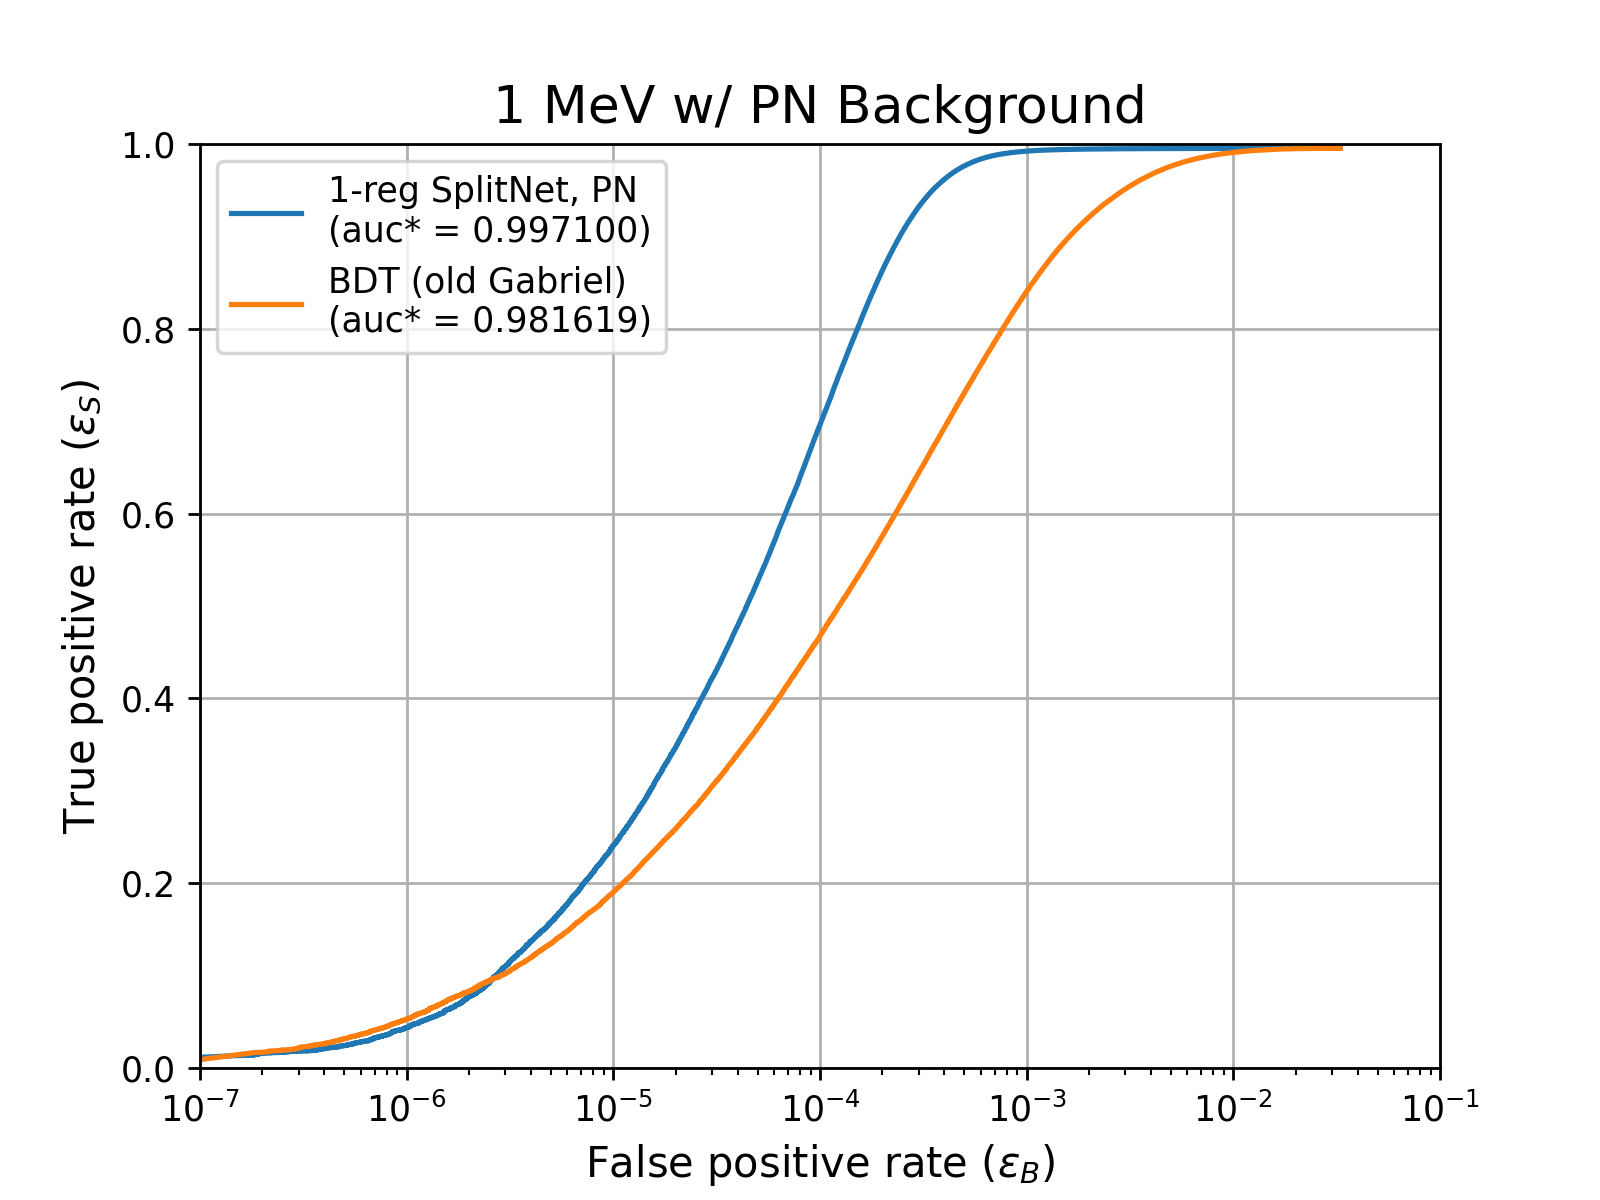 1 MeV w/ PN Background
1-reg SplitNet, PN
(auc* = 0.997100)
BDT (old Gabriel)
(auc* = 0.981619)
True positive rate (ε_S)
1.0
0.8
0.6
0.4
0.2
0.0
10⁻⁷ 10⁻⁶ 10⁻⁵ 10⁻⁴ 10⁻³ 10⁻² 10⁻¹
False positive rate (ε_B)